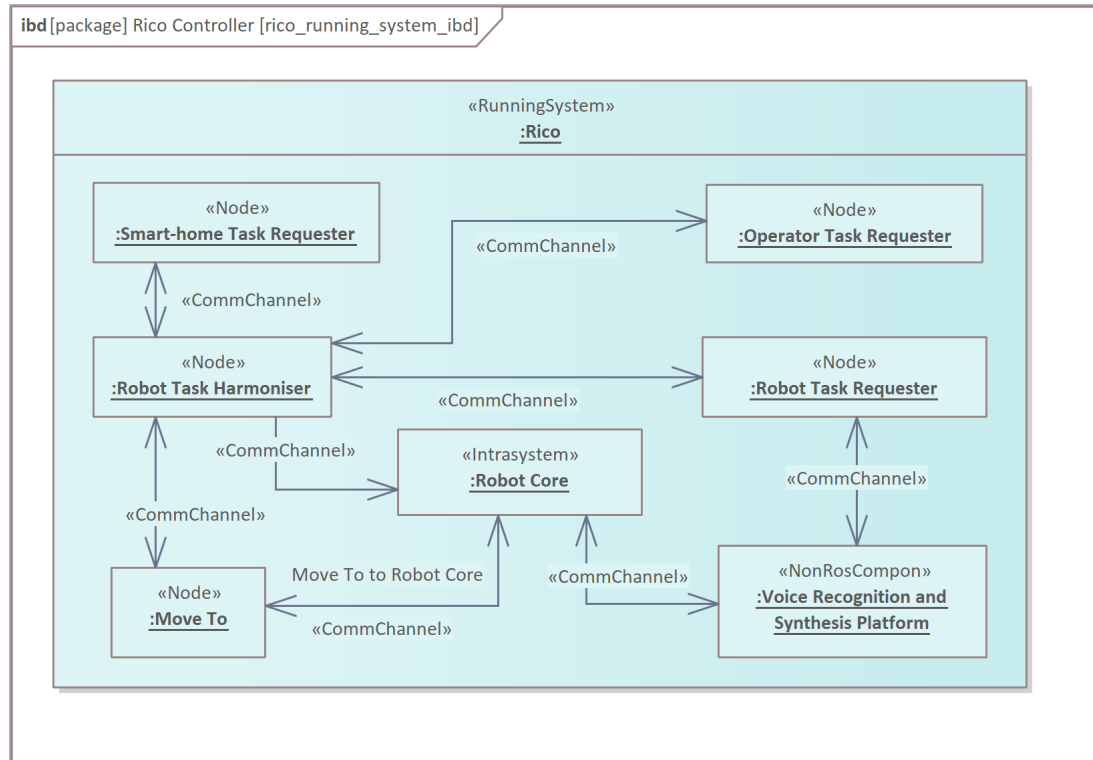 ibd [package] Rico Controller [rico_running_system_ibd]
«RunningSystem»
:Rico
«Node»
:Smart-home Task Requester
«Node»
:Operator Task Requester
«CommChannel»
«CommChannel»
«Node»
:Robot Task Harmoniser
«Node»
:Robot Task Requester
«CommChannel»
«CommChannel»
«Intrasystem»
:Robot Core
«CommChannel»
«CommChannel»
Move To to Robot Core
«CommChannel»
«CommChannel»
«Node»
:Move To
«NonRosCompon»
:Voice Recognition and
Synthesis Platform